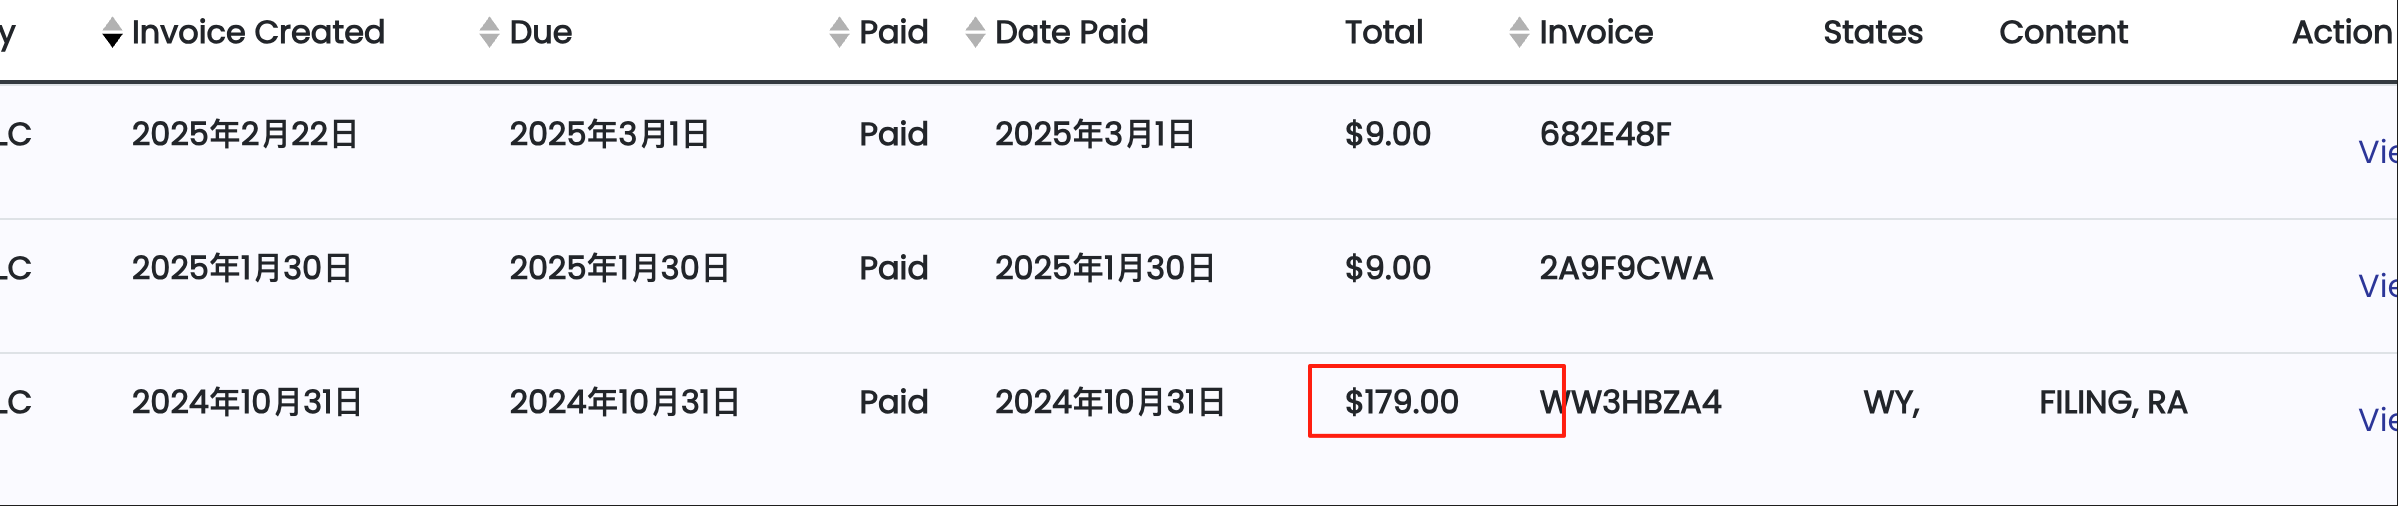 y Invoice Created Due Paid Date Paid Total Invoice States Content Action
LC 2025年2月22日 2025年3月1日 Paid 2025年3月1日 $9.00 682E48F Vie
LC 2025年1月30日 2025年1月30日 Paid 2025年1月30日 $9.00 2A9F9CWA Vie
LC 2024年10月31日 2024年10月31日 Paid 2024年10月31日 $179.00 WW3HBZA4 WY, FILING, RA Vie